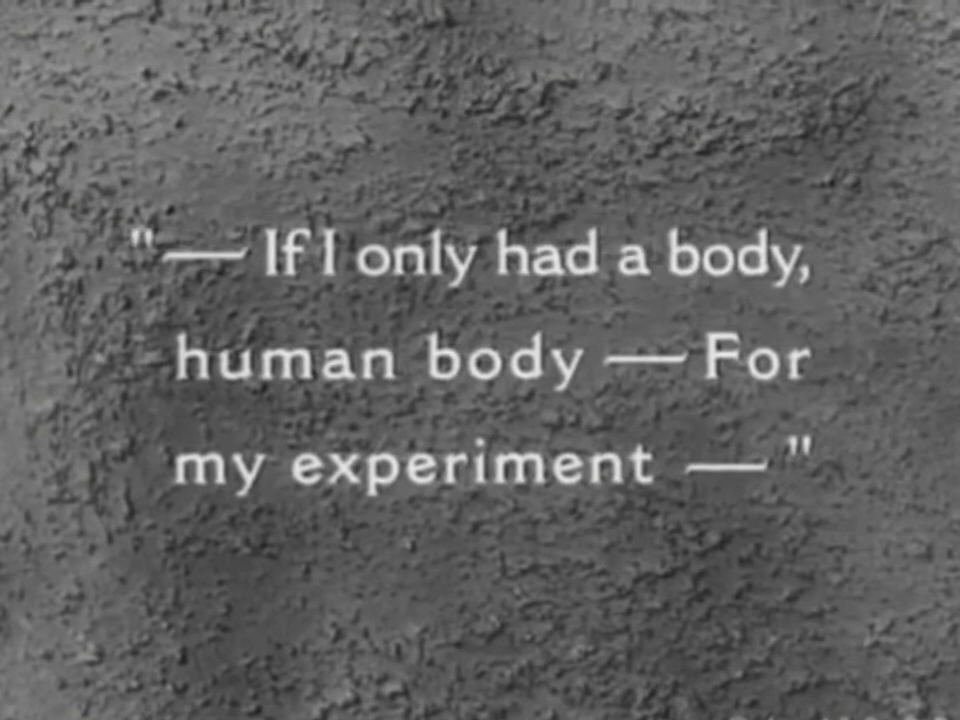 "— If I only had a body,
human body — For
my experiment — "